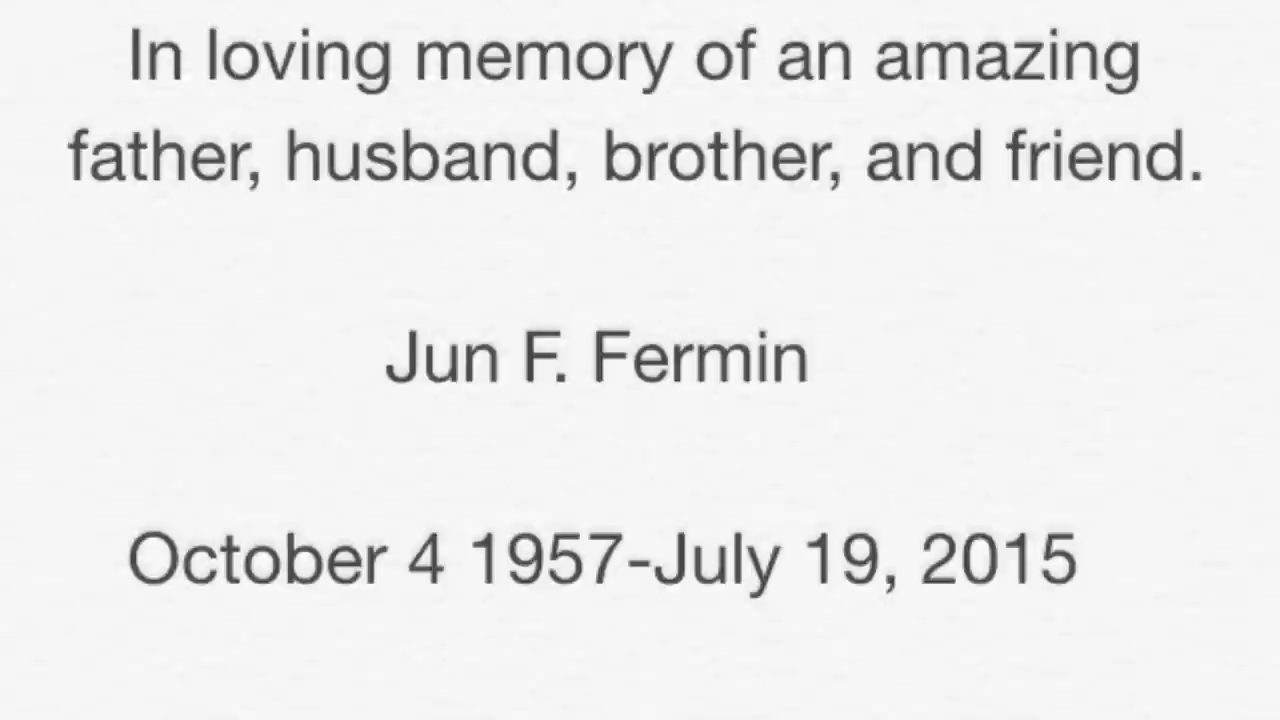 In loving memory of an amazing
father, husband, brother, and friend.
Jun F. Fermin
October 4 1957-July 19, 2015